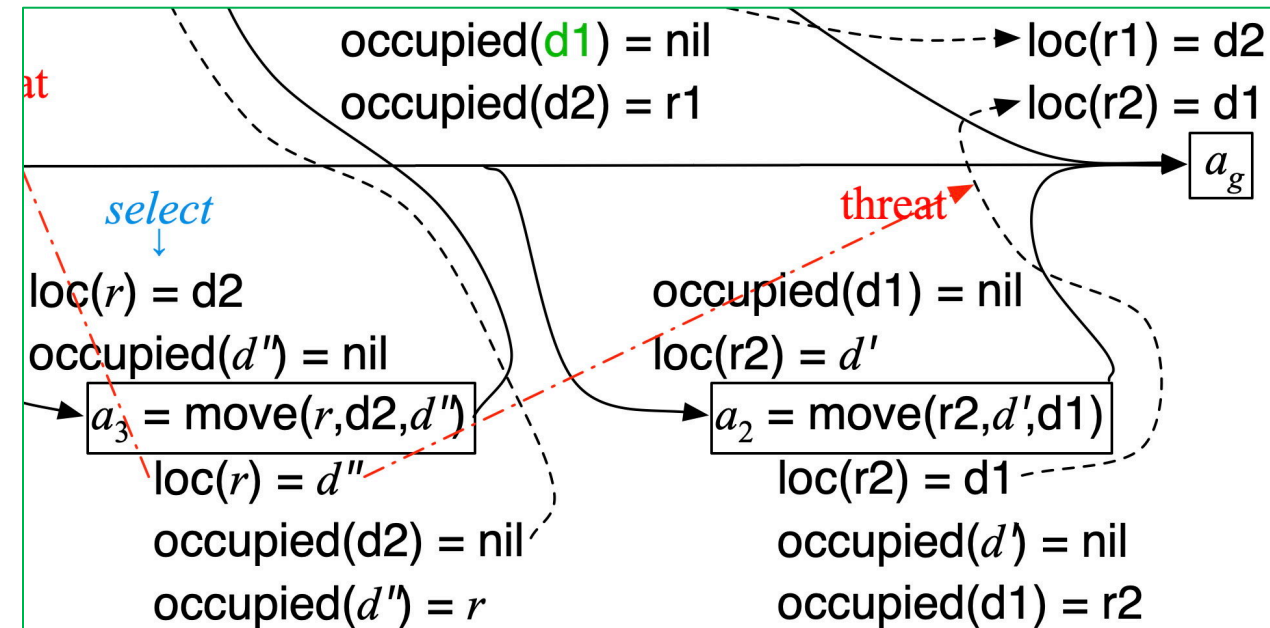 occupied(d1) = nil
loc(r1) = d2
at
occupied(d2) = r1
loc(r2) = d1
a_g
select
↓
threat
loc(r) = d2
occupied(d1) = nil
occupied(d") = nil
loc(r2) = d'
a₃ = move(r,d2,d")
a₂ = move(r2,d',d1)
loc(r) = d"
loc(r2) = d1
occupied(d2) = nil
occupied(d') = nil
occupied(d") = r
occupied(d1) = r2